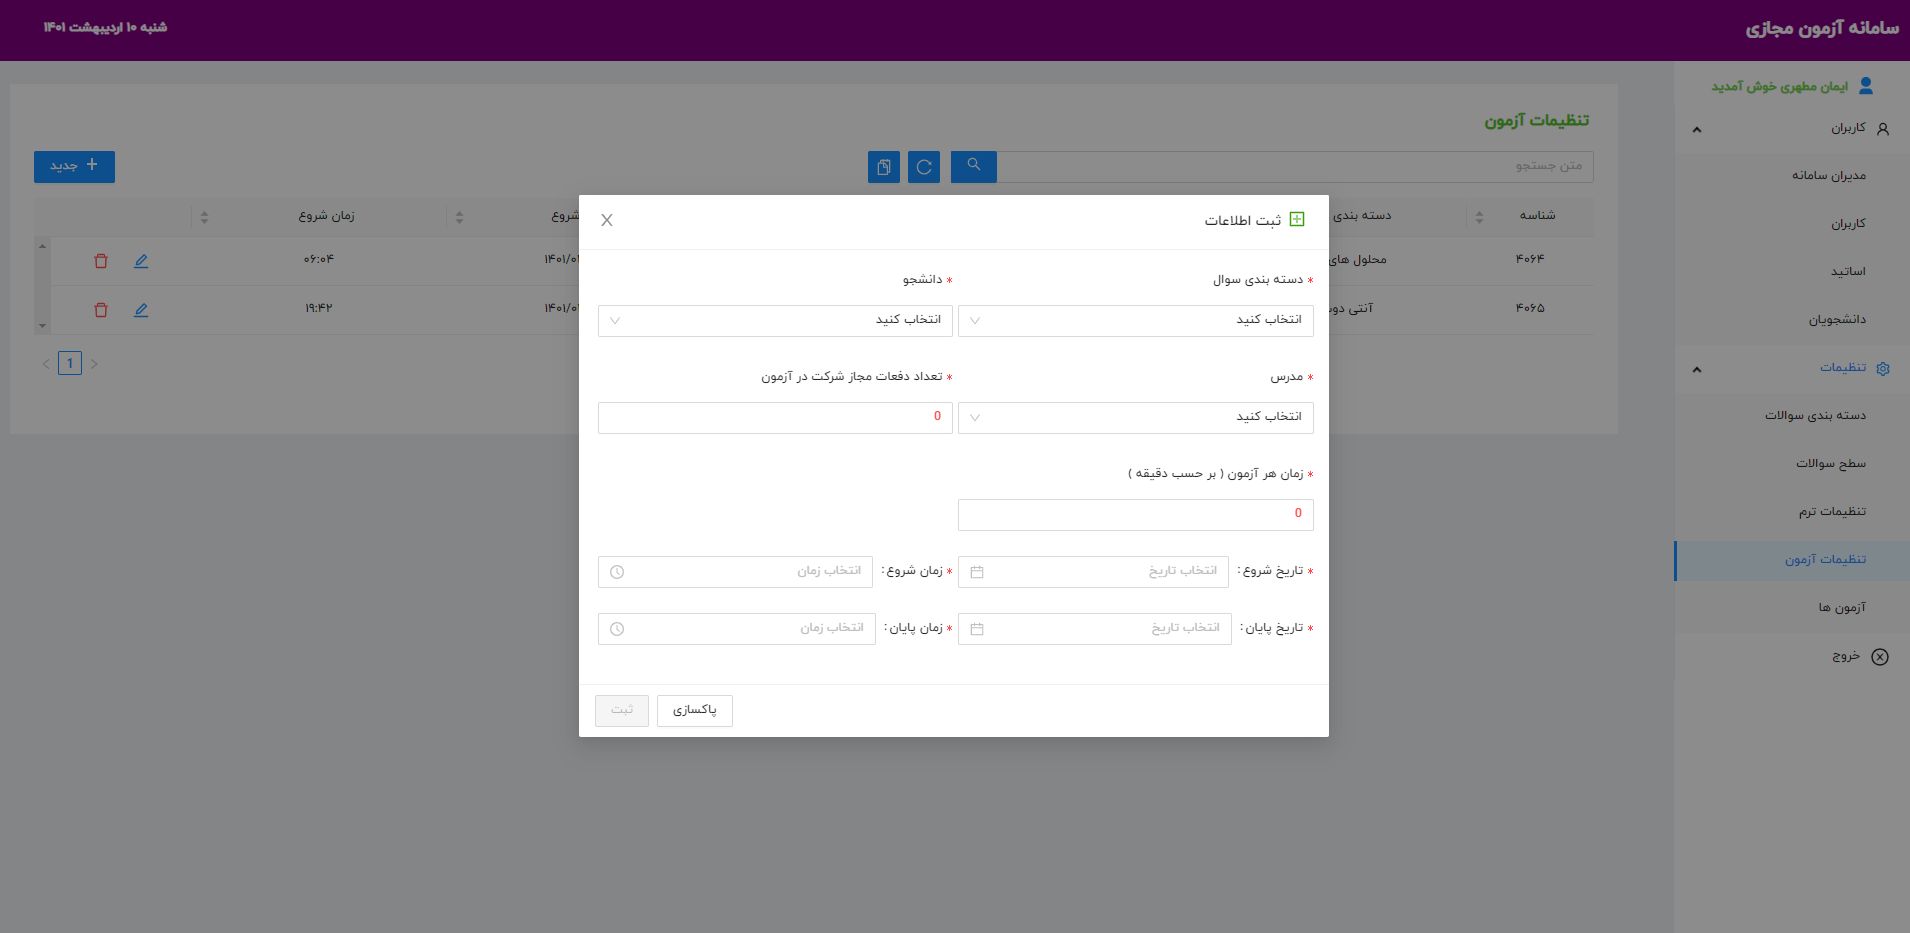 سامانه آزمون مجازی
شنبه ۱۰ اردیبهشت ۱۴۰۱
ایمان مطهری خوش آمدید
کاربران
مدیران سامانه
کاربران
اساتید
دانشجویان
تنظیمات
دسته بندی سوالات
سطح سوالات
تنظیمات ترم
تنظیمات آزمون
آزمون ها
خروج
تنظیمات آزمون
متن جستجو
جدید
شناسه دسته بندی شروع زمان شروع
۴۰۶۴ محلول های ۰۶:۰۴
۴۰۶۵ آنتی ۱۹:۴۲
1
ثبت اطلاعات X
* دسته بندی سوال * دانشجو
انتخاب کنید انتخاب کنید
* مدرس * تعداد دفعات مجاز شرکت در آزمون
انتخاب کنید 0
* زمان هر آزمون ( بر حسب دقیقه )
0
* تاریخ شروع: انتخاب تاریخ * زمان شروع: انتخاب زمان
* تاریخ پایان: انتخاب تاریخ * زمان پایان: انتخاب زمان
پاکسازی ثبت